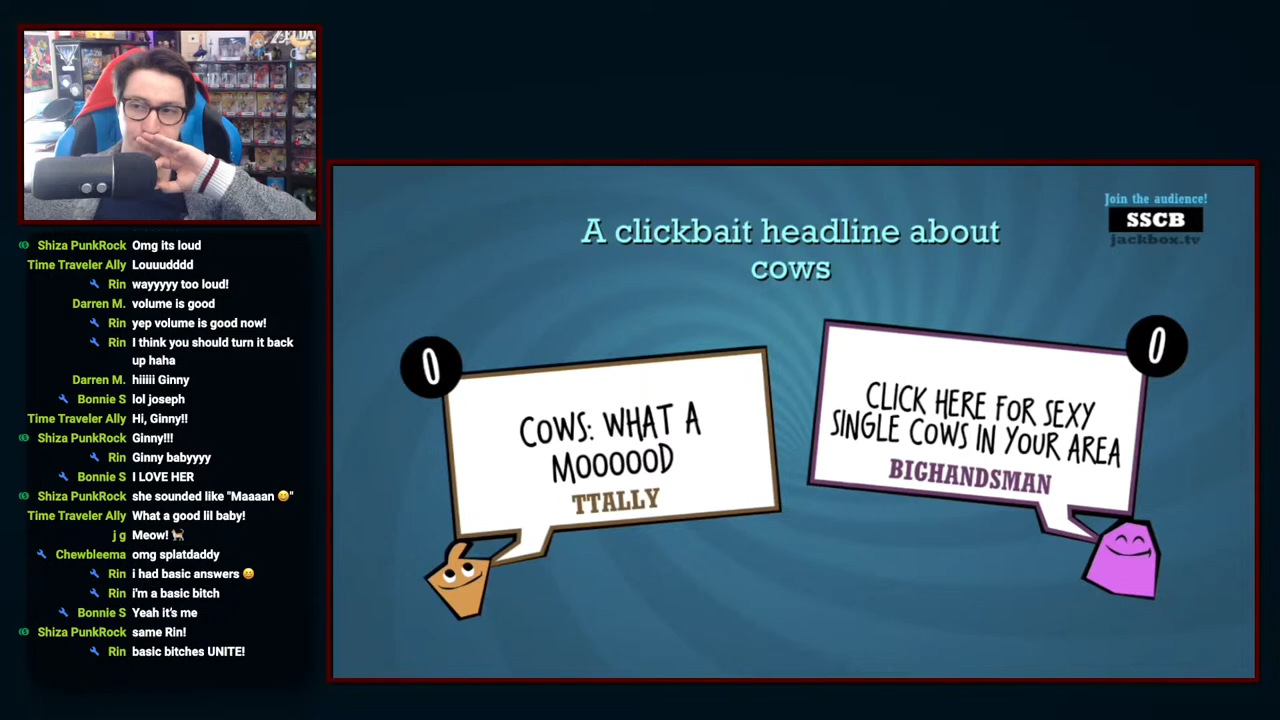 Shiza PunkRock Omg its loud
Time Traveler Ally Louuudddd
Rin wayyyyy too loud!
Darren M. volume is good
Rin yep volume is good now!
Rin I think you should turn it back
up haha
Darren M. hiiiii Ginny
Bonnie S lol joseph
Time Traveler Ally Hi, Ginny!!
Shiza PunkRock Ginny!!!
Rin Ginny babyyyy
Bonnie S I LOVE HER
Shiza PunkRock she sounded like "Maaaan 😆"
Time Traveler Ally What a good lil baby!
j g Meow! 🐈
Chewbleema omg splatdaddy
Rin i had basic answers 😆
Rin i'm a basic bitch
Bonnie S Yeah it's me
Shiza PunkRock same Rin!
Rin basic bitches UNITE!
Join the audience!
SSCB
jackbox.tv
A clickbait headline about
cows
0
COWS: WHAT A
MOOOOOD
TTALLY
0
CLICK HERE FOR SEXY
SINGLE COWS IN YOUR AREA
BIGHANDSMAN